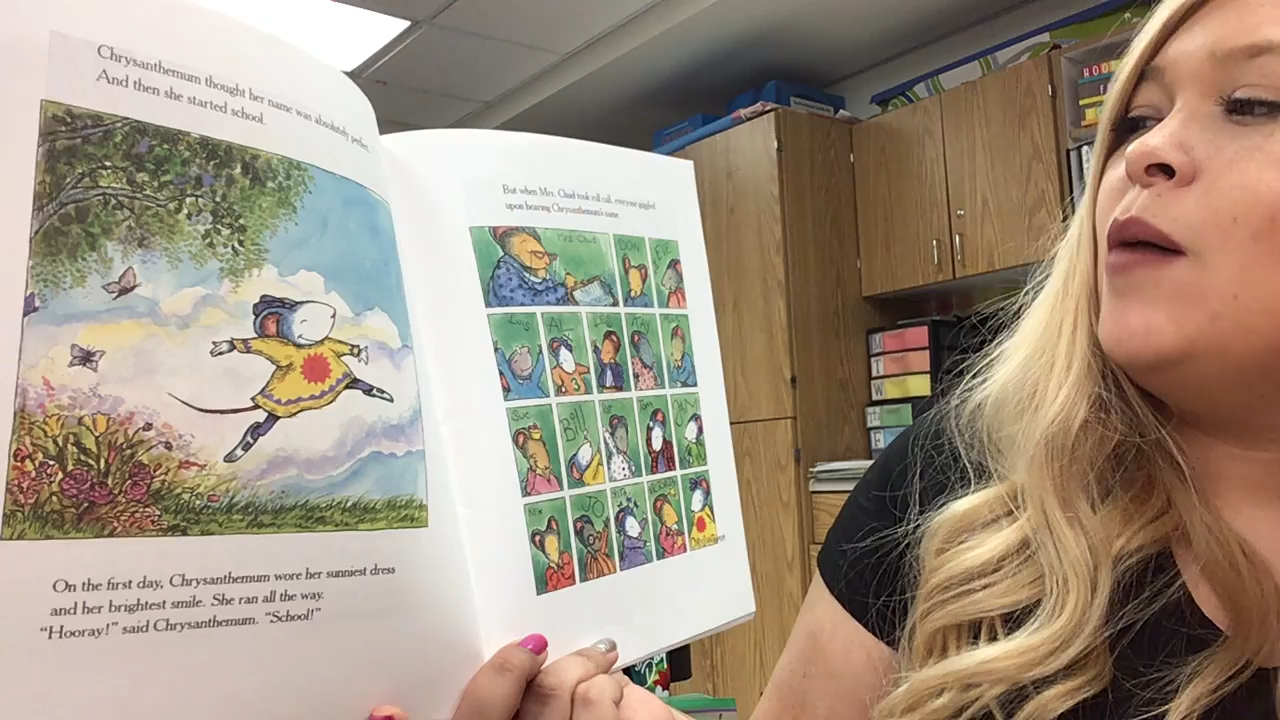 Chrysanthemum thought her name was absolutely perfect.
And then she started school.
On the first day, Chrysanthemum wore her sunniest dress
and her brightest smile. She ran all the way.
"Hooray!" said Chrysanthemum. "School!"
But when Mrs. Chud took roll call, everyone giggled
upon hearing Chrysanthemum's name.
Mrs. Chud
DON
Lois
AL
Sue
Bill
JO
M
T
W